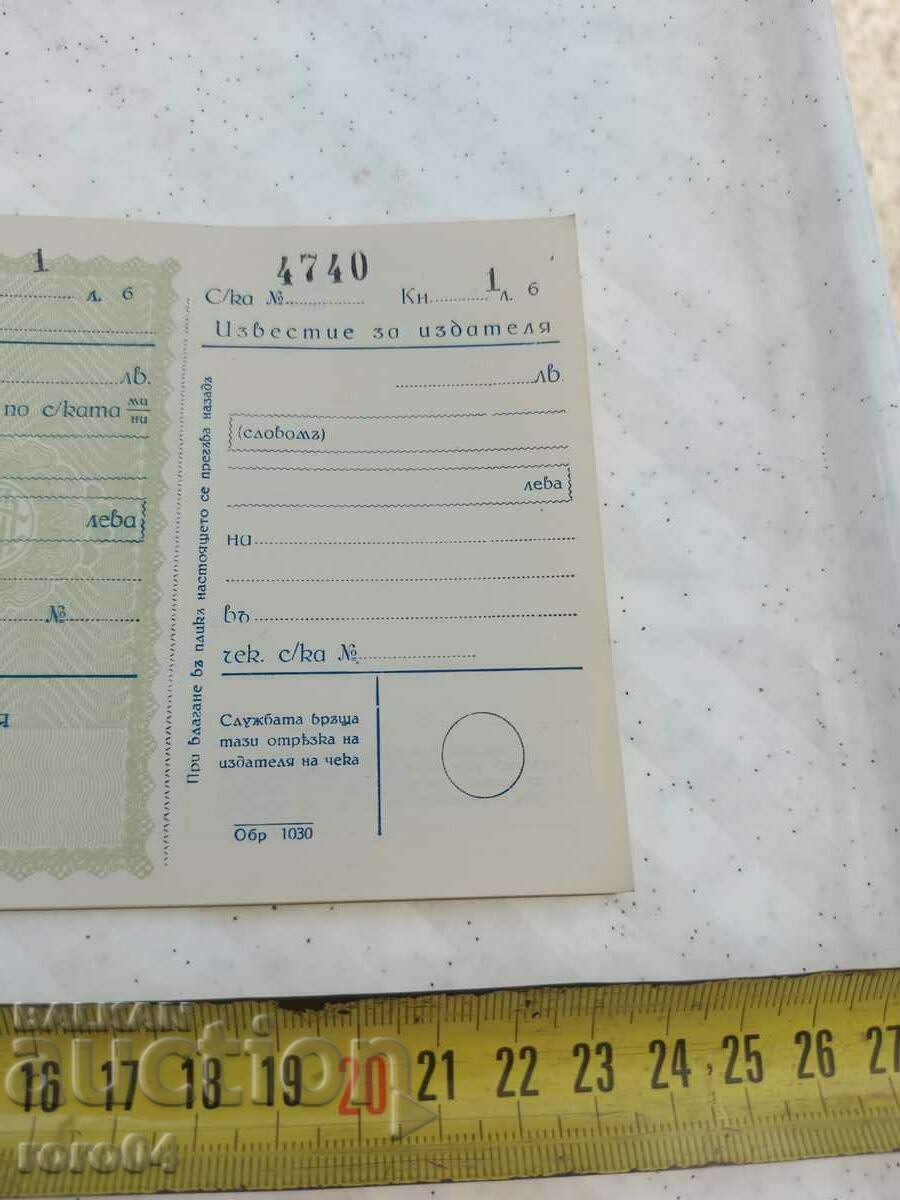 1
л. 6
лв.
по с/ката ми/ни
лева
№
я
4740
С/ка №
Кн. 1 л. 6
Известие за издателя
лв.
(словомъ)
лева
на
въ
чек. с/ка №
Службата връща
тази отрѣзка на
издателя на чека
Обр 1030
При влагане въ пликъ настоящето се прегъва назадъ
16 17 18 19 20 21 22 23 24 25 26 27
BALKAN
auction
roro04